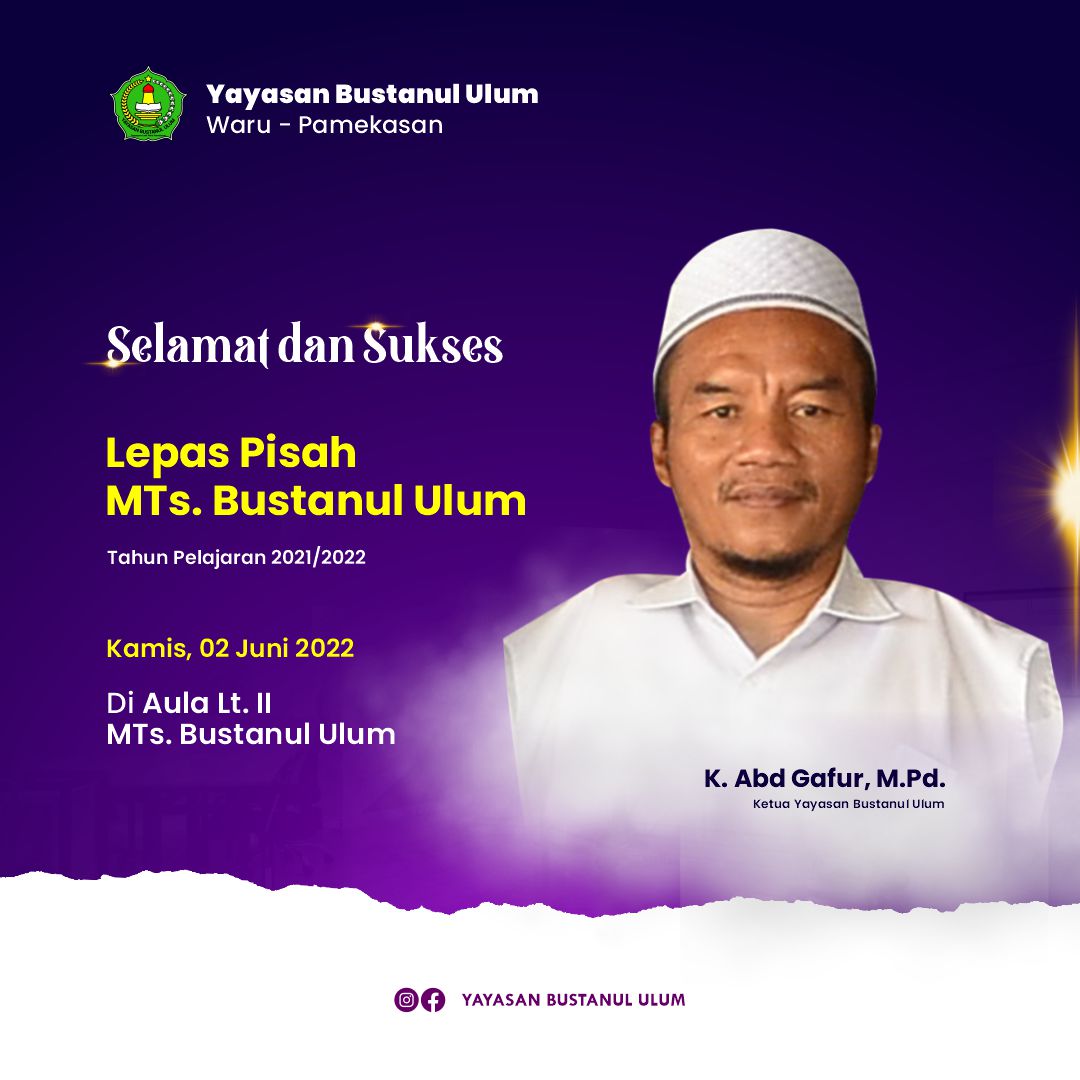 Yayasan Bustanul Ulum
Waru - Pamekasan
Selamat dan Sukses
Lepas Pisah
MTs. Bustanul Ulum
Tahun Pelajaran 2021/2022
Kamis, 02 Juni 2022
Di Aula Lt. II
MTs. Bustanul Ulum
K. Abd Gafur, M.Pd.
Ketua Yayasan Bustanul Ulum
YAYASAN BUSTANUL ULUM